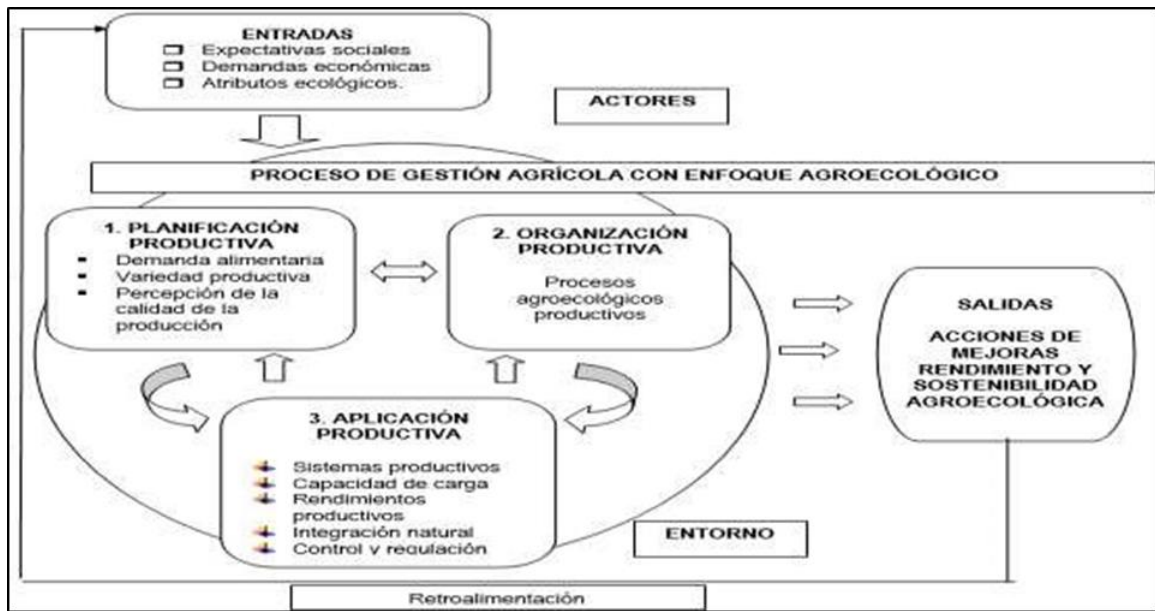 ENTRADAS
Expectativas sociales
Demandas económicas
Atributos ecológicos.
ACTORES
PROCESO DE GESTIÓN AGRÍCOLA CON ENFOQUE AGROECOLÓGICO
1. PLANIFICACIÓN
PRODUCTIVA
Demanda alimentaria
Variedad productiva
Percepción de la
calidad de la
producción
2. ORGANIZACIÓN
PRODUCTIVA
Procesos
agroecológicos
productivos
3. APLICACIÓN
PRODUCTIVA
Sistemas productivos
Capacidad de carga
Rendimientos
productivos
Integración natural
Control y regulación
SALIDAS
ACCIONES DE
MEJORAS
RENDIMIENTO Y
SOSTENIBILIDAD
AGROECOLÓGICA
ENTORNO
Retroalimentación